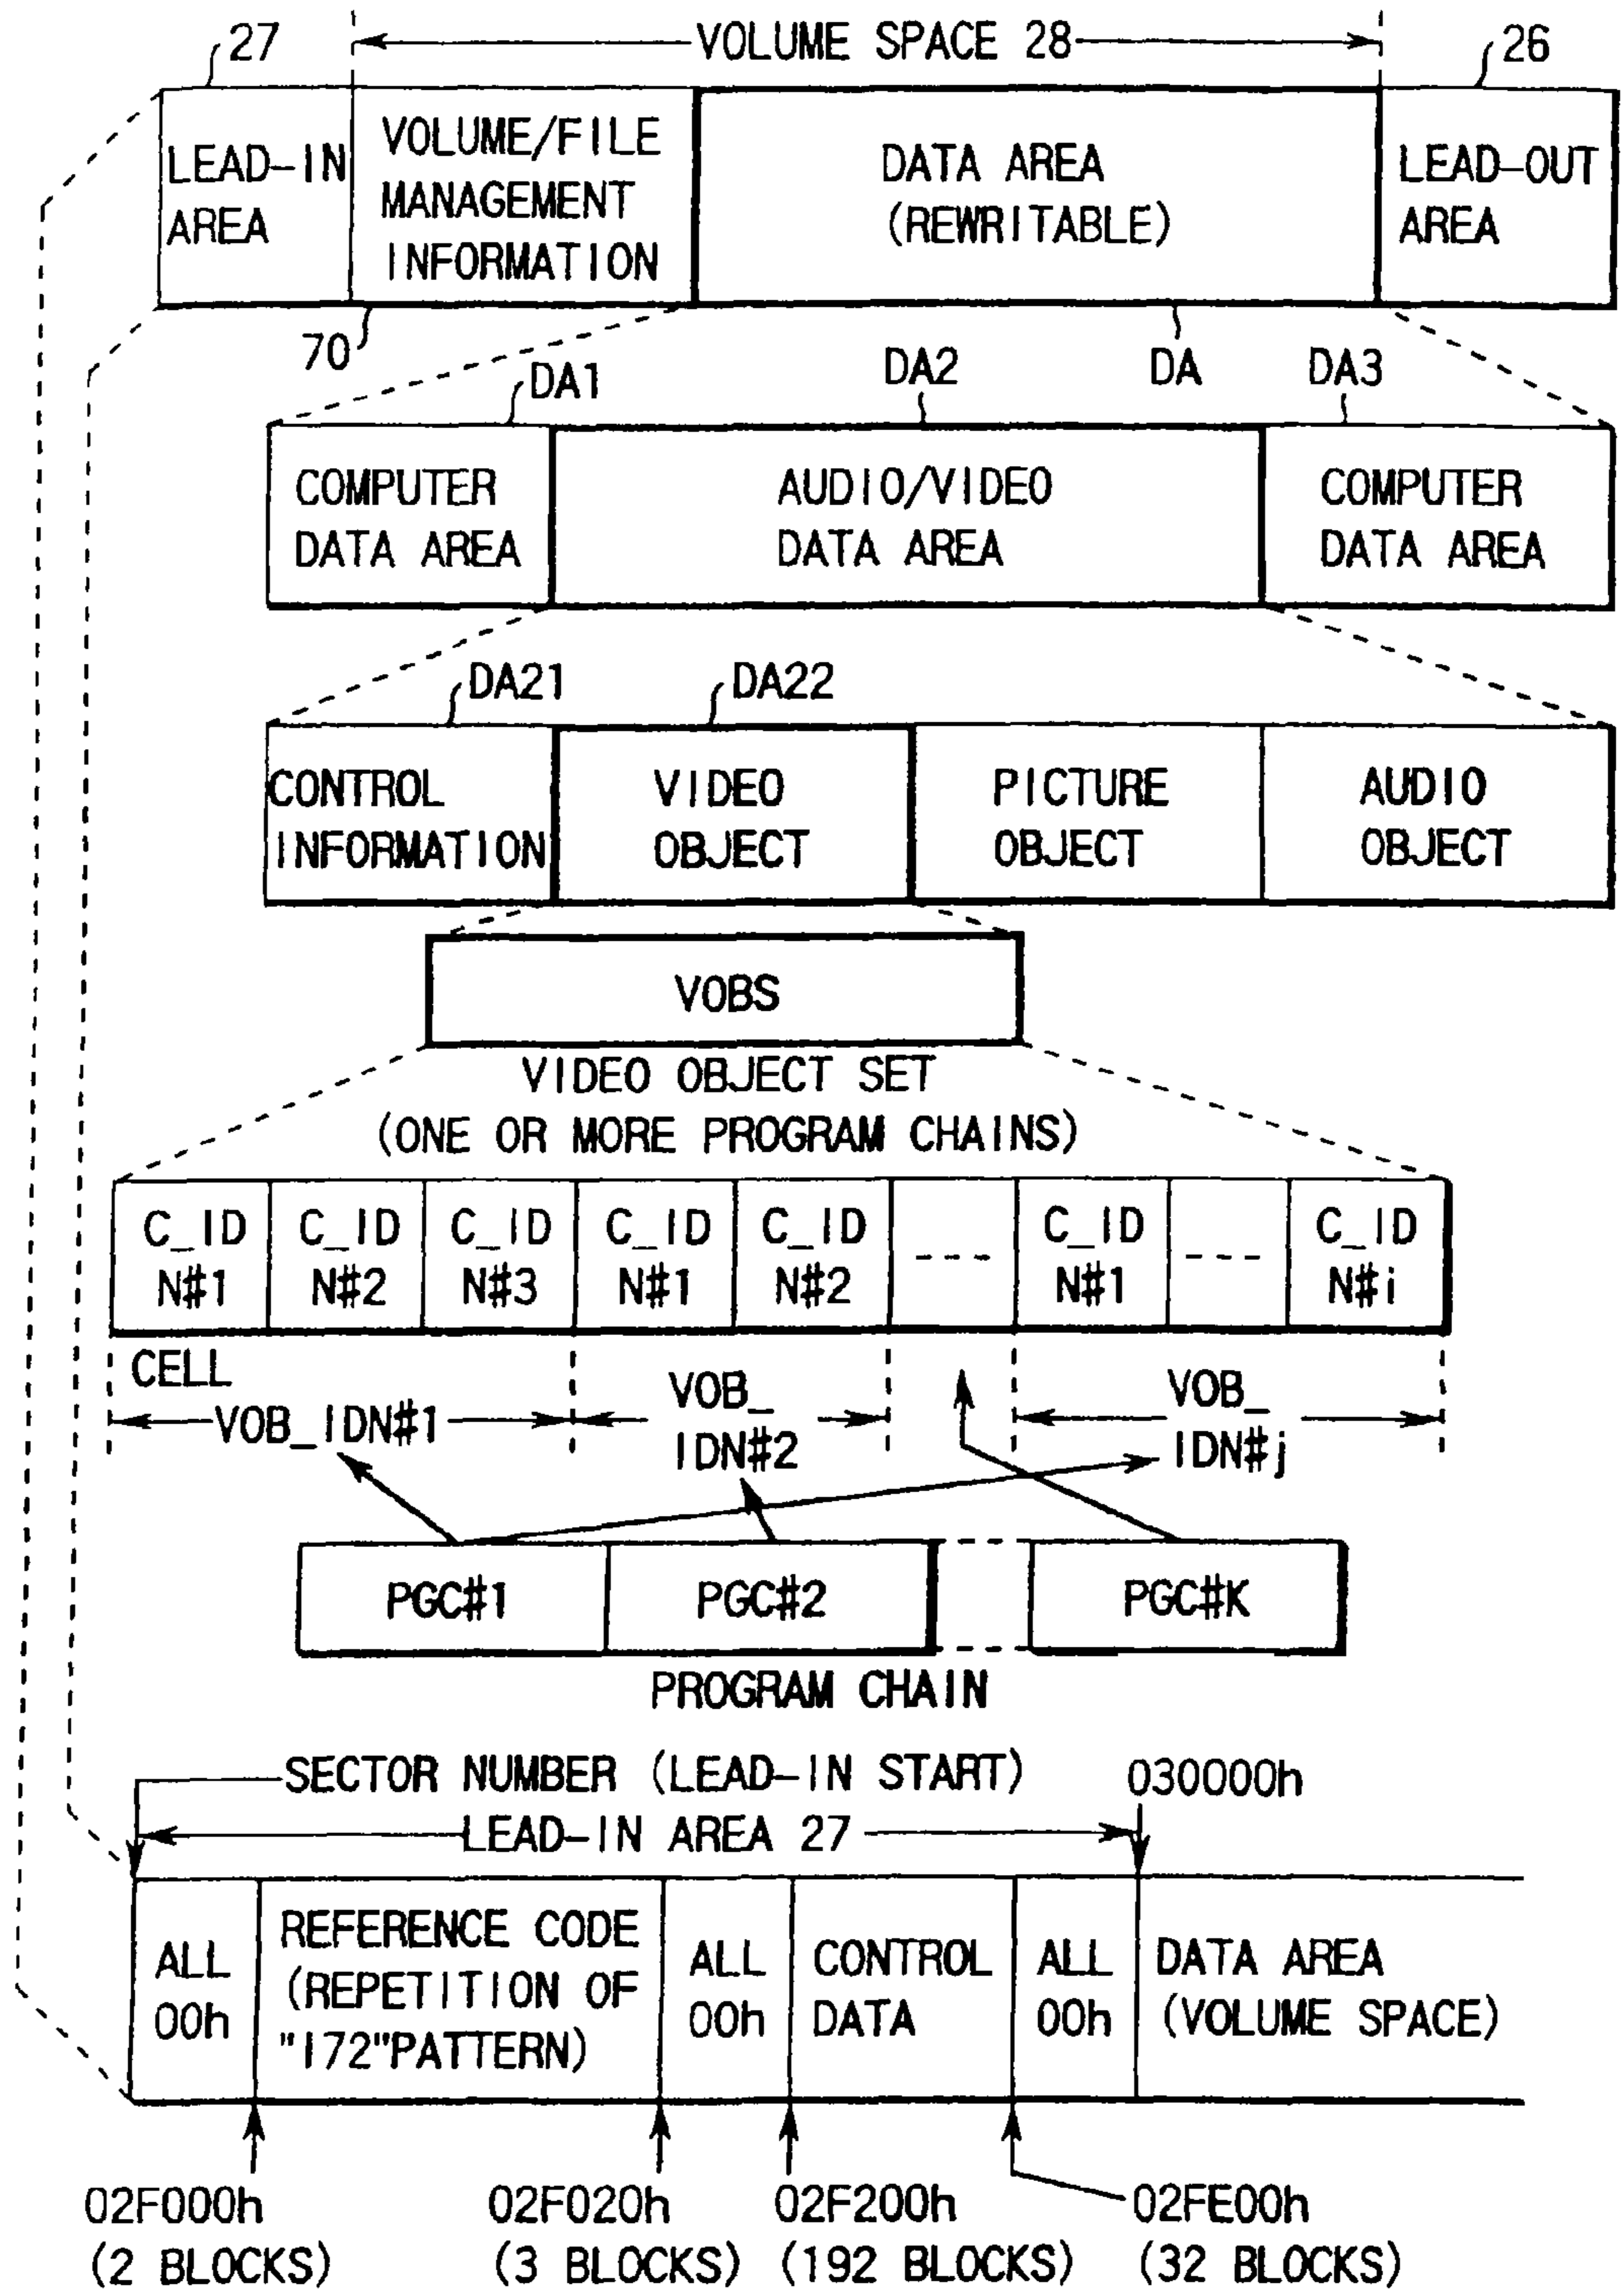 27
VOLUME SPACE 28
26
LEAD-IN
AREA
VOLUME/FILE
MANAGEMENT
INFORMATION
DATA AREA
(REWRITABLE)
LEAD-OUT
AREA
70
DA1
DA2
DA
DA3
COMPUTER
DATA AREA
AUDIO/VIDEO
DATA AREA
COMPUTER
DATA AREA
DA21
DA22
CONTROL
INFORMATION
VIDEO
OBJECT
PICTURE
OBJECT
AUDIO
OBJECT
VOBS
VIDEO OBJECT SET
(ONE OR MORE PROGRAM CHAINS)
C_ID
N#1
C_ID
N#2
C_ID
N#3
C_ID
N#1
C_ID
N#2
----
C_ID
N#1
---
C_ID
N#i
CELL
VOB_IDN#1
VOB_
IDN#2
VOB_
IDN#j
PGC#1
PGC#2
PGC#K
PROGRAM CHAIN
SECTOR NUMBER (LEAD-IN START)
030000h
LEAD-IN AREA 27
ALL
00h
REFERENCE CODE
(REPETITION OF
"172"PATTERN)
ALL
00h
CONTROL
DATA
ALL
00h
DATA AREA
(VOLUME SPACE)
02F000h
(2 BLOCKS)
02F020h
(3 BLOCKS)
02F200h
(192 BLOCKS)
02FE00h
(32 BLOCKS)